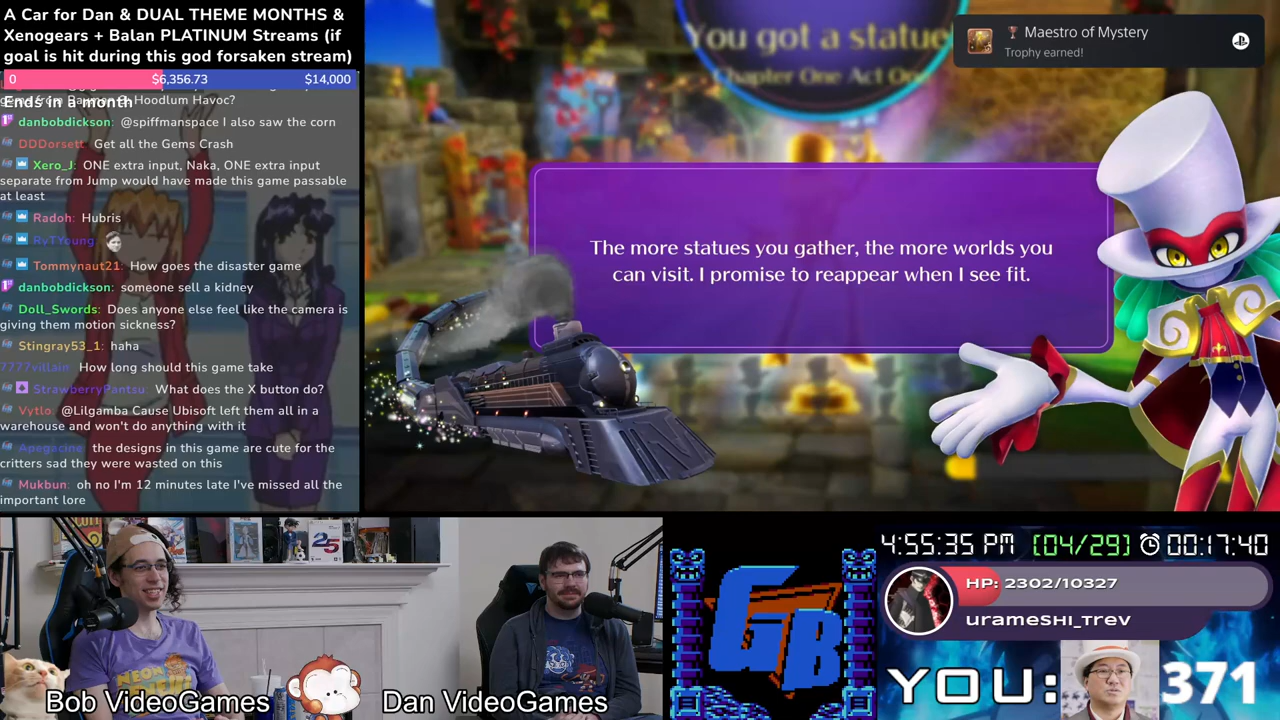 A Car for Dan & DUAL THEME MONTHS &
Xenogears + Balan PLATINUM Streams (if
goal is hit during this god forsaken stream)
0 $6,356.73 $14,000
Ends in a month
Hoodlum Havoc?
danbobdickson: @spiffmanspace I also saw the corn
DDDorsett: Get all the Gems Crash
Xero_J: ONE extra input, Naka, ONE extra input
separate from Jump would have made this game passable
at least
Radoh: Hubris
RvTYoung:
Tommynaut21: How goes the disaster game
danbobdickson: someone sell a kidney
Doll_Swords: Does anyone else feel like the camera is
giving them motion sickness?
Stingray53_1: haha
7777villain: How long should this game take
StrawberryPantsu: What does the X button do?
Vytlo: @Lilgamba Cause Ubisoft left them all in a
warehouse and won't do anything with it
Apegacine: the designs in this game are cute for the
critters sad they were wasted on this
Mukbun: oh no I'm 12 minutes late I've missed all the
important lore
You got a statue
Chapter One Act One
Maestro of Mystery
Trophy earned!
The more statues you gather, the more worlds you
can visit. I promise to reappear when I see fit.
25
NEON
Bob VideoGames
Dan VideoGames
GB
4:55:35 PM [04/29] 00:17:40
HP: 2302/10327
urameSHI_Trev
YOU: 371